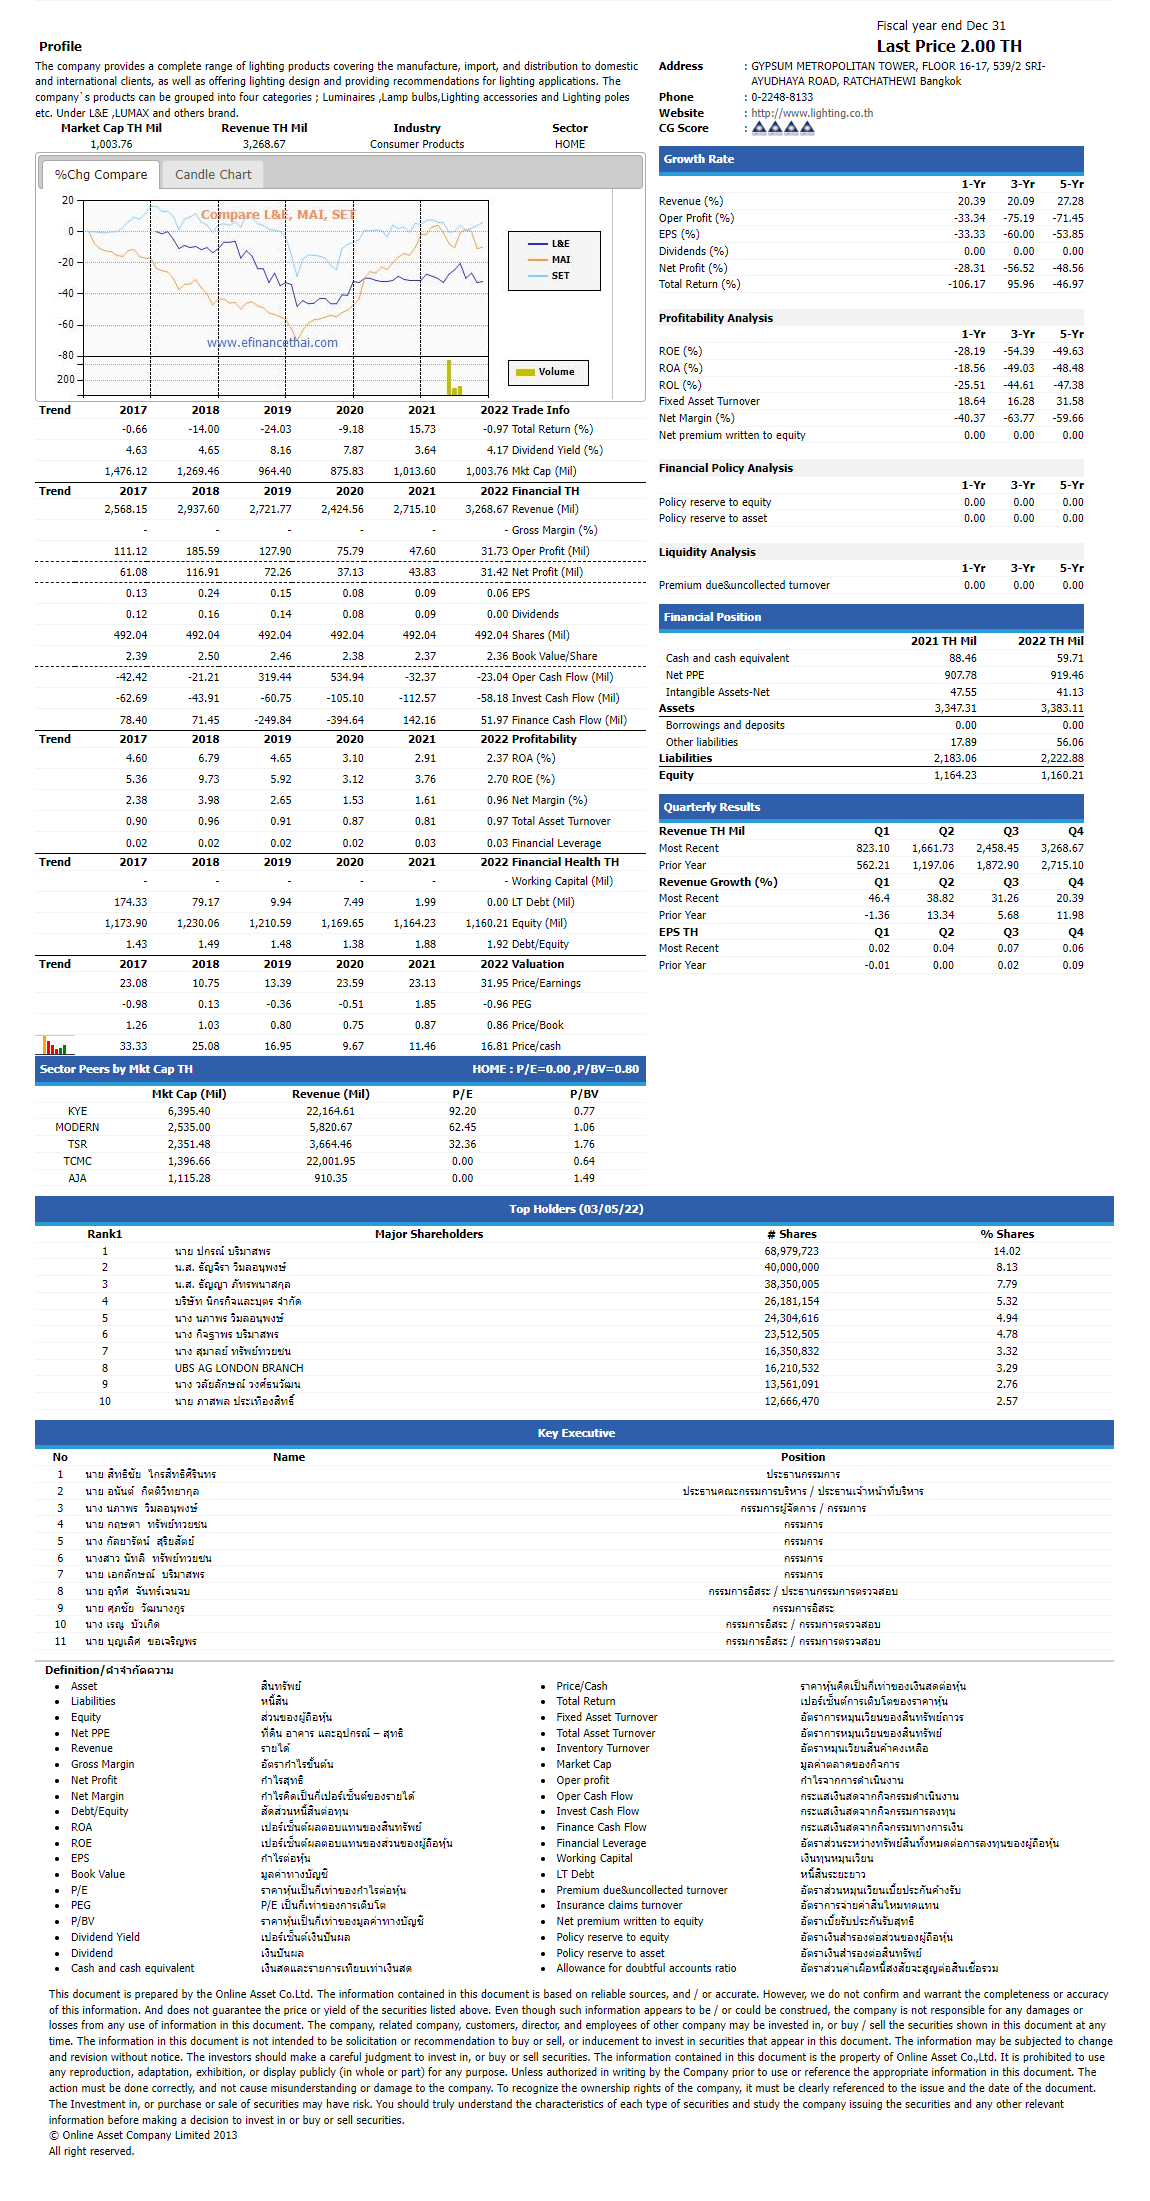 Fiscal year end Dec 31
Profile
Last Price 2.00 TH
The company provides a complete range of lighting products covering the manufacture, import, and distribution to domestic
and international clients, as well as offering lighting design and providing recommendations for lighting applications. The
company`s products can be grouped into four categories ; Luminaires ,Lamp bulbs,Lighting accessories and Lighting poles
etc. Under L&E ,LUMAX and others brand.
Market Cap TH Mil Revenue TH Mil Industry Sector
1,003.76 3,268.67 Consumer Products HOME
Address : GYPSUM METROPOLITAN TOWER, FLOOR 16-17, 539/2 SRI-
AYUDHAYA ROAD, RATCHATHEWI Bangkok
Phone : 0-2248-8133
Website : http://www.lighting.co.th
CG Score :
%Chg Compare Candle Chart
Compare L&E, MAI, SET
20
0
-20
-40
-60
-80
200
L&E
MAI
SET
www.efinancethai.com
Volume
Trend 2017 2018 2019 2020 2021 2022 Trade Info
-0.66 -14.00 -24.03 -9.18 15.73 -0.97 Total Return (%)
4.63 4.65 8.16 7.87 3.64 4.17 Dividend Yield (%)
1,476.12 1,269.46 964.40 875.83 1,013.60 1,003.76 Mkt Cap (Mil)
Trend 2017 2018 2019 2020 2021 2022 Financial TH
2,568.15 2,937.60 2,721.77 2,424.56 2,715.10 3,268.67 Revenue (Mil)
- - - - - - Gross Margin (%)
111.12 185.59 127.90 75.79 47.60 31.73 Oper Profit (Mil)
61.08 116.91 72.26 37.13 43.83 31.42 Net Profit (Mil)
0.13 0.24 0.15 0.08 0.09 0.06 EPS
0.12 0.16 0.14 0.08 0.09 0.00 Dividends
492.04 492.04 492.04 492.04 492.04 492.04 Shares (Mil)
2.39 2.50 2.46 2.38 2.37 2.36 Book Value/Share
-42.42 -21.21 319.44 534.94 -32.37 -23.04 Oper Cash Flow (Mil)
-62.69 -43.91 -60.75 -105.10 -112.57 -58.18 Invest Cash Flow (Mil)
78.40 71.45 -249.84 -394.64 142.16 51.97 Finance Cash Flow (Mil)
Trend 2017 2018 2019 2020 2021 2022 Profitability
4.60 6.79 4.65 3.10 2.91 2.37 ROA (%)
5.36 9.73 5.92 3.12 3.76 2.70 ROE (%)
2.38 3.98 2.65 1.53 1.61 0.96 Net Margin (%)
0.90 0.96 0.91 0.87 0.81 0.97 Total Asset Turnover
0.02 0.02 0.02 0.02 0.03 0.03 Financial Leverage
Trend 2017 2018 2019 2020 2021 2022 Financial Health TH
- - - - - - Working Capital (Mil)
174.33 79.17 9.94 7.49 1.99 0.00 LT Debt (Mil)
1,173.90 1,230.06 1,210.59 1,169.65 1,164.23 1,160.21 Equity (Mil)
1.43 1.49 1.48 1.38 1.88 1.92 Debt/Equity
Trend 2017 2018 2019 2020 2021 2022 Valuation
23.08 10.75 13.39 23.59 23.13 31.95 Price/Earnings
-0.98 0.13 -0.36 -0.51 1.85 -0.96 PEG
1.26 1.03 0.80 0.75 0.87 0.86 Price/Book
33.33 25.08 16.95 9.67 11.46 16.81 Price/cash
Sector Peers by Mkt Cap TH HOME : P/E=0.00 ,P/BV=0.80
Mkt Cap (Mil) Revenue (Mil) P/E P/BV
KYE 6,395.40 22,164.61 92.20 0.77
MODERN 2,535.00 5,820.67 62.45 1.06
TSR 2,351.48 3,664.46 32.36 1.76
TCMC 1,396.66 22,001.95 0.00 0.64
AJA 1,115.28 910.35 0.00 1.49
Growth Rate
1-Yr 3-Yr 5-Yr
Revenue (%) 20.39 20.09 27.28
Oper Profit (%) -33.34 -75.19 -71.45
EPS (%) -33.33 -60.00 -53.85
Dividends (%) 0.00 0.00 0.00
Net Profit (%) -28.31 -56.52 -48.56
Total Return (%) -106.17 95.96 -46.97
Profitability Analysis
1-Yr 3-Yr 5-Yr
ROE (%) -28.19 -54.39 -49.63
ROA (%) -18.56 -49.03 -48.48
ROL (%) -25.51 -44.61 -47.38
Fixed Asset Turnover 18.64 16.28 31.58
Net Margin (%) -40.37 -63.77 -59.66
Net premium written to equity 0.00 0.00 0.00
Financial Policy Analysis
1-Yr 3-Yr 5-Yr
Policy reserve to equity 0.00 0.00 0.00
Policy reserve to asset 0.00 0.00 0.00
Liquidity Analysis
1-Yr 3-Yr 5-Yr
Premium due&uncollected turnover 0.00 0.00 0.00
Financial Position
2021 TH Mil 2022 TH Mil
Cash and cash equivalent 88.46 59.71
Net PPE 907.78 919.46
Intangible Assets-Net 47.55 41.13
Assets 3,347.31 3,383.11
Borrowings and deposits 0.00 0.00
Other liabilities 17.89 56.06
Liabilities 2,183.06 2,222.88
Equity 1,164.23 1,160.21
Quarterly Results
Revenue TH Mil Q1 Q2 Q3 Q4
Most Recent 823.10 1,661.73 2,458.45 3,268.67
Prior Year 562.21 1,197.06 1,872.90 2,715.10
Revenue Growth (%) Q1 Q2 Q3 Q4
Most Recent 46.4 38.82 31.26 20.39
Prior Year -1.36 13.34 5.68 11.98
EPS TH Q1 Q2 Q3 Q4
Most Recent 0.02 0.04 0.07 0.06
Prior Year -0.01 0.00 0.02 0.09
Top Holders (03/05/22)
Rank1 Major Shareholders # Shares % Shares
1 นาย ปกรณ์ บริมาสพร 68,979,723 14.02
2 น.ส. ธัญจิรา วิมลอนุพงษ์ 40,000,000 8.13
3 น.ส. ธัญญา ภัทรพนาสกุล 38,350,005 7.79
4 บริษัท นิกรกิจและบุตร จำกัด 26,181,154 5.32
5 นาง นภาพร วิมลอนุพงษ์ 24,304,616 4.94
6 นาง กิจฐาพร บริมาสพร 23,512,505 4.78
7 นาง สุมาลย์ ทรัพย์ทวยชน 16,350,832 3.32
8 UBS AG LONDON BRANCH 16,210,532 3.29
9 นาง วลัยลักษณ์ วงศ์ธนวัฒน 13,561,091 2.76
10 นาย ภาสพล ประเทืองสิทธิ์ 12,666,470 2.57
Key Executive
No Name Position
1 นาย สิทธิชัย ไกรสิทธิศิรินทร ประธานกรรมการ
2 นาย อนันต์ กิตติวิทยากุล ประธานคณะกรรมการบริหาร / ประธานเจ้าหน้าที่บริหาร
3 นาง นภาพร วิมลอนุพงษ์ กรรมการผู้จัดการ / กรรมการ
4 นาย กฤษดา ทรัพย์ทวยชน กรรมการ
5 นาง กัลยารัตน์ สุริยสัตย์ กรรมการ
6 นางสาว นัทลิ ทรัพย์ทวยชน กรรมการ
7 นาย เอกลักษณ์ บริมาสพร กรรมการ
8 นาย อุทิศ จันทร์เจนจบ กรรมการอิสระ / ประธานกรรมการตรวจสอบ
9 นาย ศุภชัย วัฒนางกูร กรรมการอิสระ
10 นาง เรณู บัวเกิด กรรมการอิสระ / กรรมการตรวจสอบ
11 นาย บุญเลิศ ขอเจริญพร กรรมการอิสระ / กรรมการตรวจสอบ
Definition/คำจำกัดความ
• Asset สินทรัพย์ • Price/Cash ราคาหุ้นคิดเป็นกี่เท่าของเงินสดต่อหุ้น
• Liabilities หนี้สิน • Total Return เปอร์เซ็นต์การเติบโตของราคาหุ้น
• Equity ส่วนของผู้ถือหุ้น • Fixed Asset Turnover อัตราการหมุนเวียนของสินทรัพย์ถาวร
• Net PPE ที่ดิน อาคาร และอุปกรณ์ – สุทธิ • Total Asset Turnover อัตราการหมุนเวียนของสินทรัพย์
• Revenue รายได้ • Inventory Turnover อัตราหมุนเวียนสินค้าคงเหลือ
• Gross Margin อัตรากำไรขั้นต้น • Market Cap มูลค่าตลาดของกิจการ
• Net Profit กำไรสุทธิ • Oper profit กำไรจากการดำเนินงาน
• Net Margin กำไรคิดเป็นกี่เปอร์เซ็นต์ของรายได้ • Oper Cash Flow กระแสเงินสดจากกิจกรรมดำเนินงาน
• Debt/Equity สัดส่วนหนี้สินต่อทุน • Invest Cash Flow กระแสเงินสดจากกิจกรรมการลงทุน
• ROA เปอร์เซ็นต์ผลตอบแทนของสินทรัพย์ • Finance Cash Flow กระแสเงินสดจากกิจกรรมทางการเงิน
• ROE เปอร์เซ็นต์ผลตอบแทนของส่วนของผู้ถือหุ้น • Financial Leverage อัตราส่วนระหว่างทรัพย์สินทั้งหมดต่อการลงทุนของผู้ถือหุ้น
• EPS กำไรต่อหุ้น • Working Capital เงินทุนหมุนเวียน
• Book Value มูลค่าทางบัญชี • LT Debt หนี้สินระยะยาว
• P/E ราคาหุ้นเป็นกี่เท่าของกำไรต่อหุ้น • Premium due&uncollected turnover อัตราส่วนหมุนเวียนเบี้ยประกันค้างรับ
• PEG P/E เป็นกี่เท่าของการเติบโต • Insurance claims turnover อัตราการจ่ายค่าสินไหมทดแทน
• P/BV ราคาหุ้นเป็นกี่เท่าของมูลค่าทางบัญชี • Net premium written to equity อัตราเบี้ยรับประกันรับสุทธิ
• Dividend Yield เปอร์เซ็นต์เงินปันผล • Policy reserve to equity อัตราเงินสำรองต่อส่วนของผู้ถือหุ้น
• Dividend เงินปันผล • Policy reserve to asset อัตราเงินสำรองต่อสินทรัพย์
• Cash and cash equivalent เงินสดและรายการเทียบเท่าเงินสด • Allowance for doubtful accounts ratio อัตราส่วนค่าเผื่อหนี้สงสัยจะสูญต่อสินเชื่อรวม
This document is prepared by the Online Asset Co.Ltd. The information contained in this document is based on reliable sources, and / or accurate. However, we do not confirm and warrant the completeness or accuracy
of this information. And does not guarantee the price or yield of the securities listed above. Even though such information appears to be / or could be construed, the company is not responsible for any damages or
losses from any use of information in this document. The company, related company, customers, director, and employees of other company may be invested in, or buy / sell the securities shown in this document at any
time. The information in this document is not intended to be solicitation or recommendation to buy or sell, or inducement to invest in securities that appear in this document. The information may be subjected to change
and revision without notice. The investors should make a careful judgment to invest in, or buy or sell securities. The information contained in this document is the property of Online Asset Co.,Ltd. It is prohibited to use
any reproduction, adaptation, exhibition, or display publicly (in whole or part) for any purpose. Unless authorized in writing by the Company prior to use or reference the appropriate information in this document. The
action must be done correctly, and not cause misunderstanding or damage to the company. To recognize the ownership rights of the company, it must be clearly referenced to the issue and the date of the document.
The Investment in, or purchase or sale of securities may have risk. You should truly understand the characteristics of each type of securities and study the company issuing the securities and any other relevant
information before making a decision to invest in or buy or sell securities.
© Online Asset Company Limited 2013
All right reserved.